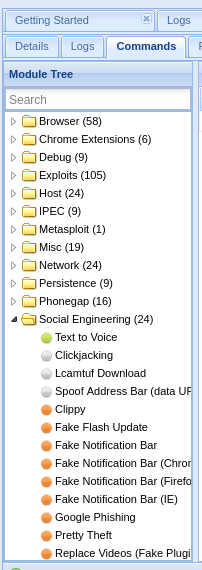 Getting Started
Logs
Details
Logs
Commands
Module Tree
Search
Browser (58)
Chrome Extensions (6)
Debug (9)
Exploits (105)
Host (24)
IPEC (9)
Metasploit (1)
Misc (19)
Network (24)
Persistence (9)
Phonegap (16)
Social Engineering (24)
Text to Voice
Clickjacking
Lcamtuf Download
Spoof Address Bar (data UR
Clippy
Fake Flash Update
Fake Notification Bar
Fake Notification Bar (Chror
Fake Notification Bar (Firefo
Fake Notification Bar (IE)
Google Phishing
Pretty Theft
Replace Videos (Fake Plugi